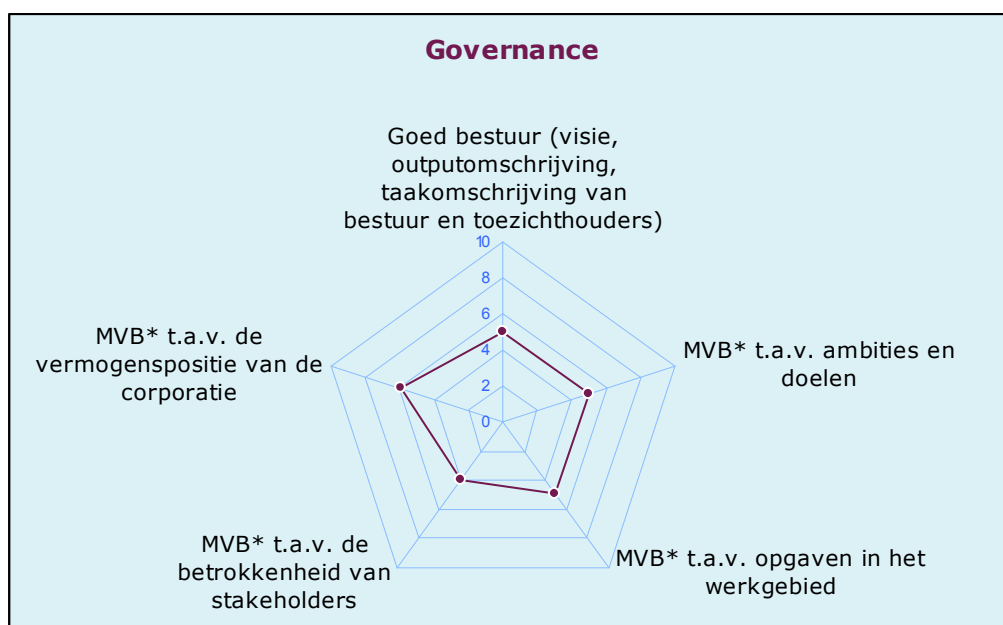 Governance
Goed bestuur (visie,
outputomschrijving,
taakomschrijving van
bestuur en toezichthouders)
10
8
6
4
2
0
MVB* t.a.v. de
vermogenspositie van de
corporatie
MVB* t.a.v. ambities en
doelen
MVB* t.a.v. de
betrokkenheid van
stakeholders
MVB* t.a.v. opgaven in het
werkgebied